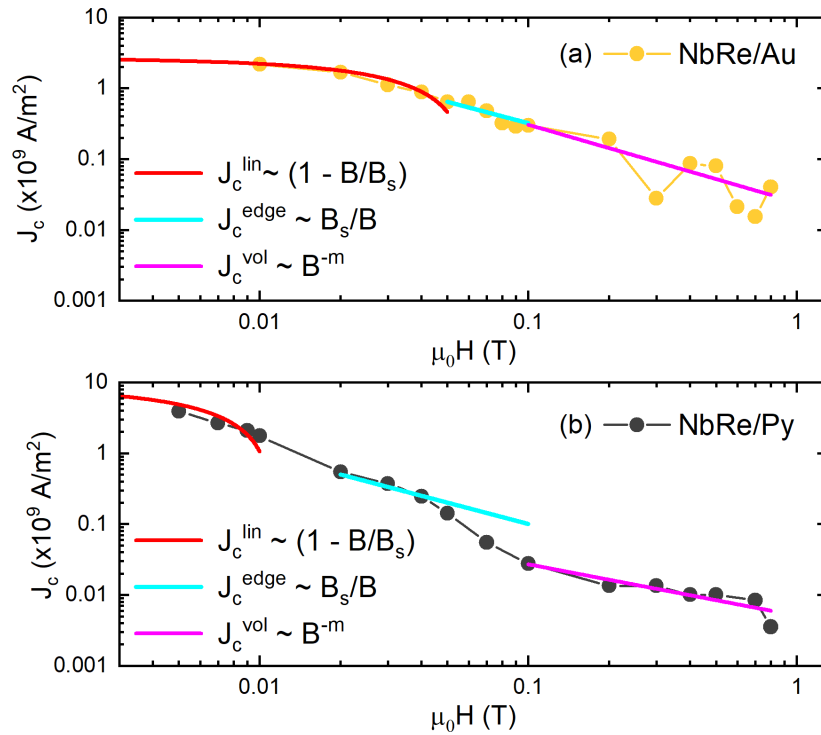 (a) NbRe/Au
10
1
0.1
0.01
0.001
J_c (x10^9 A/m^2)
J_c^lin ~ (1 - B/B_s)
J_c^edge ~ B_s/B
J_c^vol ~ B^-m
0.01 0.1 1
μ_0H (T)
(b) NbRe/Py
10
1
0.1
0.01
0.001
J_c (x10^9 A/m^2)
J_c^lin ~ (1 - B/B_s)
J_c^edge ~ B_s/B
J_c^vol ~ B^-m
0.01 0.1 1
μ_0H (T)